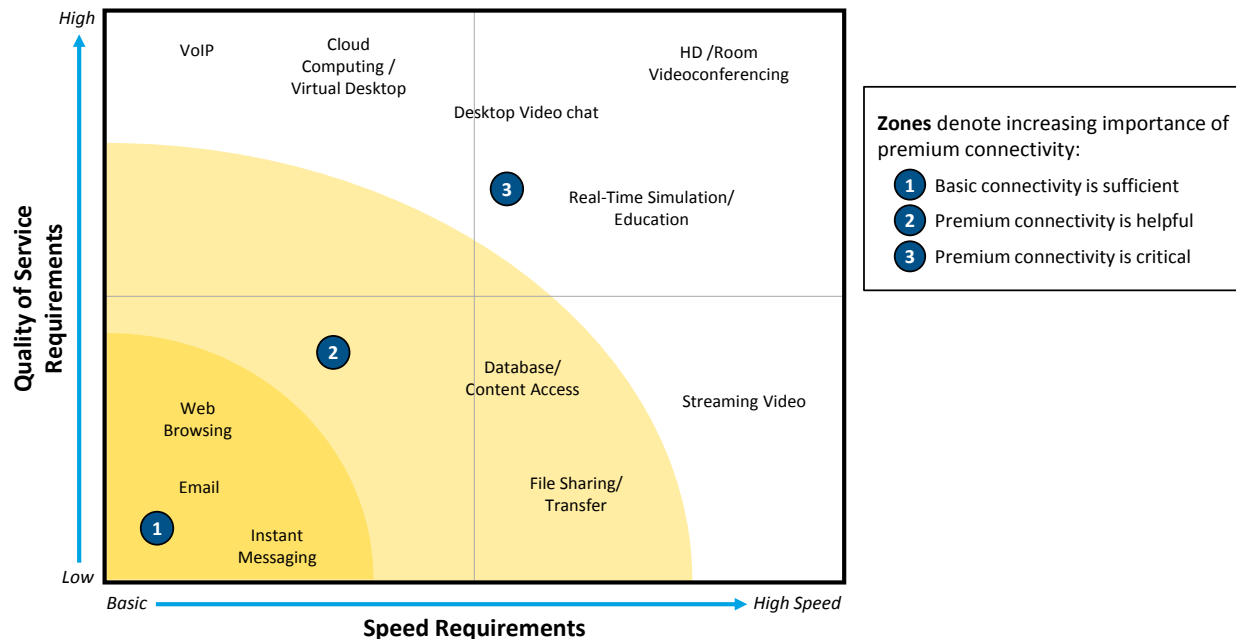 High
VoIP
Cloud
Computing /
Virtual Desktop
HD /Room
Videoconferencing
Desktop Video chat
3
Real-Time Simulation/
Education
Quality of Service
Requirements
2
Database/
Content Access
Streaming Video
Web
Browsing
Email
File Sharing/
Transfer
1
Instant
Messaging
Low
Basic
High Speed
Speed Requirements
Zones denote increasing importance of
premium connectivity:
1 Basic connectivity is sufficient
2 Premium connectivity is helpful
3 Premium connectivity is critical